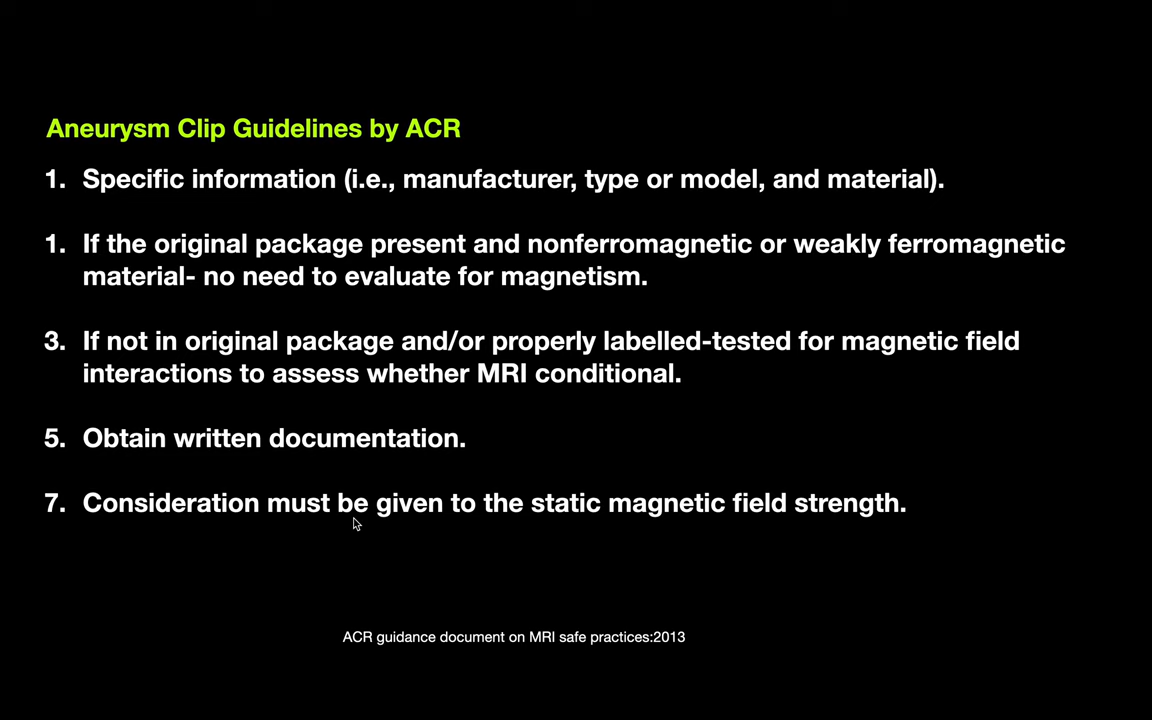 Aneurysm Clip Guidelines by ACR
1. Specific information (i.e., manufacturer, type or model, and material).
1. If the original package present and nonferromagnetic or weakly ferromagnetic
material- no need to evaluate for magnetism.
3. If not in original package and/or properly labelled-tested for magnetic field
interactions to assess whether MRI conditional.
5. Obtain written documentation.
7. Consideration must be given to the static magnetic field strength.
ACR guidance document on MRI safe practices:2013